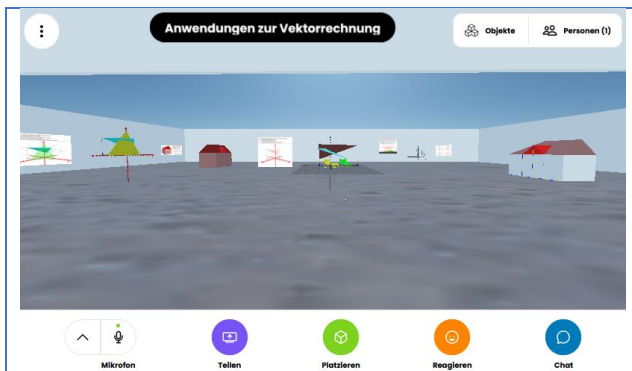 Anwendungen zur Vektorrechnung
Objekte
Personen (1)
Mikrofon
Teilen
Platzieren
Reagieren
Chat